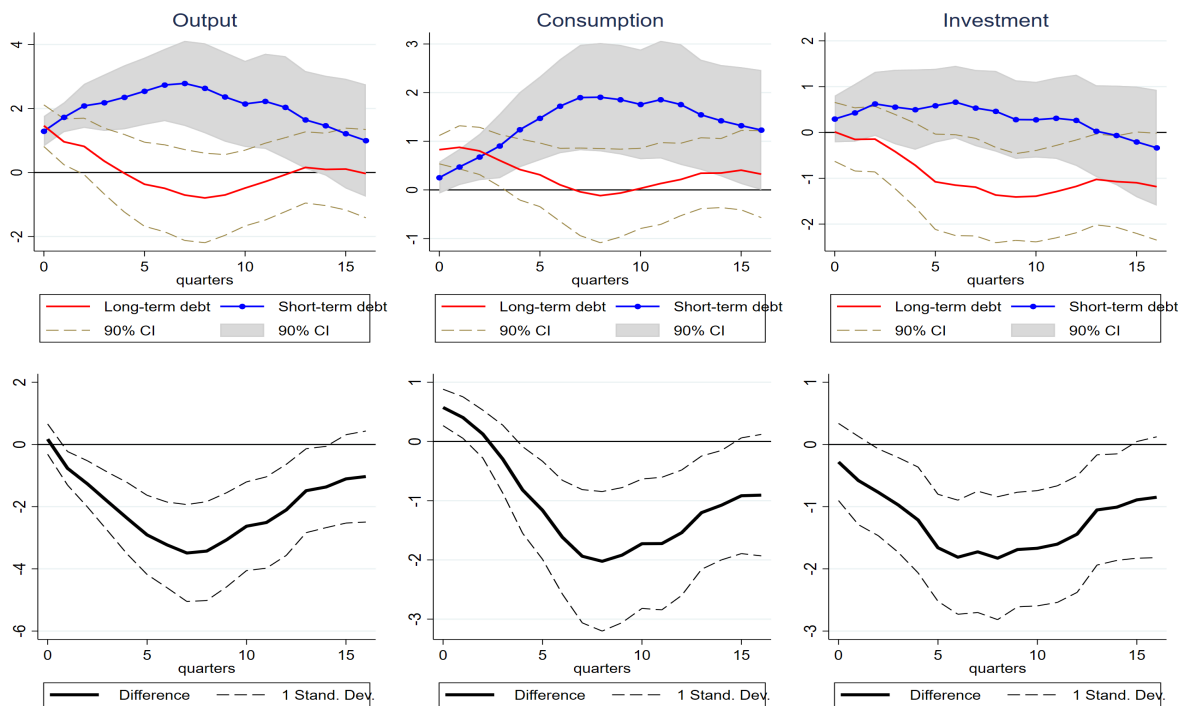 Output
4
2
0
-2
0 5 10 15
quarters
Long-term debt Short-term debt
90% CI 90% CI
Consumption
3
2
1
0
-1
0 5 10 15
quarters
Long-term debt Short-term debt
90% CI 90% CI
Investment
2
1
0
-1
-2
0 5 10 15
quarters
Long-term debt Short-term debt
90% CI 90% CI
2
0
-2
-4
-6
0 5 10 15
quarters
Difference 1 Stand. Dev.
1
0
-1
-2
-3
0 5 10 15
quarters
Difference 1 Stand. Dev.
1
0
-1
-2
-3
0 5 10 15
quarters
Difference 1 Stand. Dev.